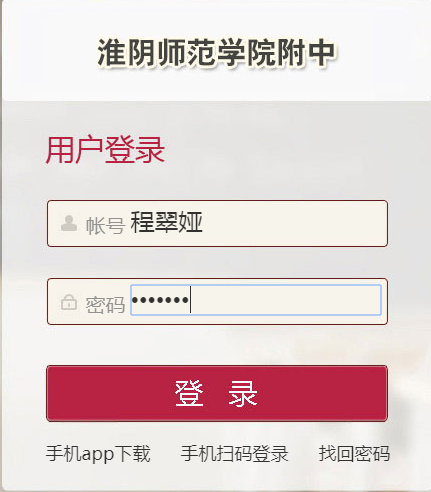 淮阴师范学院附中
用户登录
帐号 程翠娅
密码 •••••••
登 录
手机app下载 手机扫码登录 找回密码